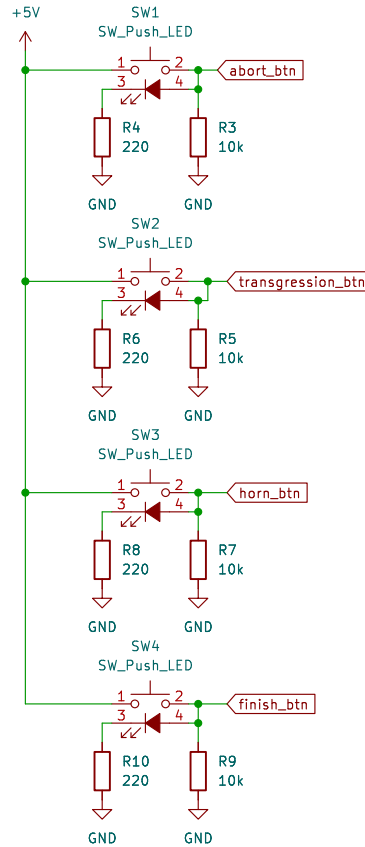 +5V
SW1
SW_Push_LED
1 2
abort_btn
3 4
R4
220
R3
10k
GND
GND
SW2
SW_Push_LED
1 2
transgression_btn
3 4
R6
220
R5
10k
GND
GND
SW3
SW_Push_LED
1 2
horn_btn
3 4
R8
220
R7
10k
GND
GND
SW4
SW_Push_LED
1 2
finish_btn
3 4
R10
220
R9
10k
GND
GND